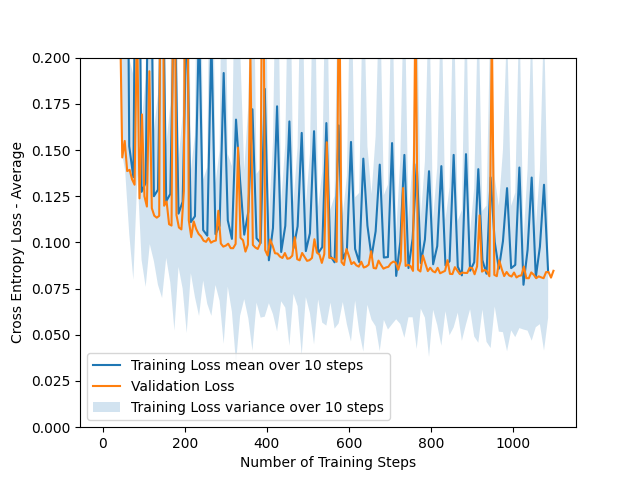 0.200
0.175
0.150
0.125
0.100
0.075
0.050
0.025
0.000
Cross Entropy Loss - Average
Training Loss mean over 10 steps
Validation Loss
Training Loss variance over 10 steps
0 200 400 600 800 1000
Number of Training Steps